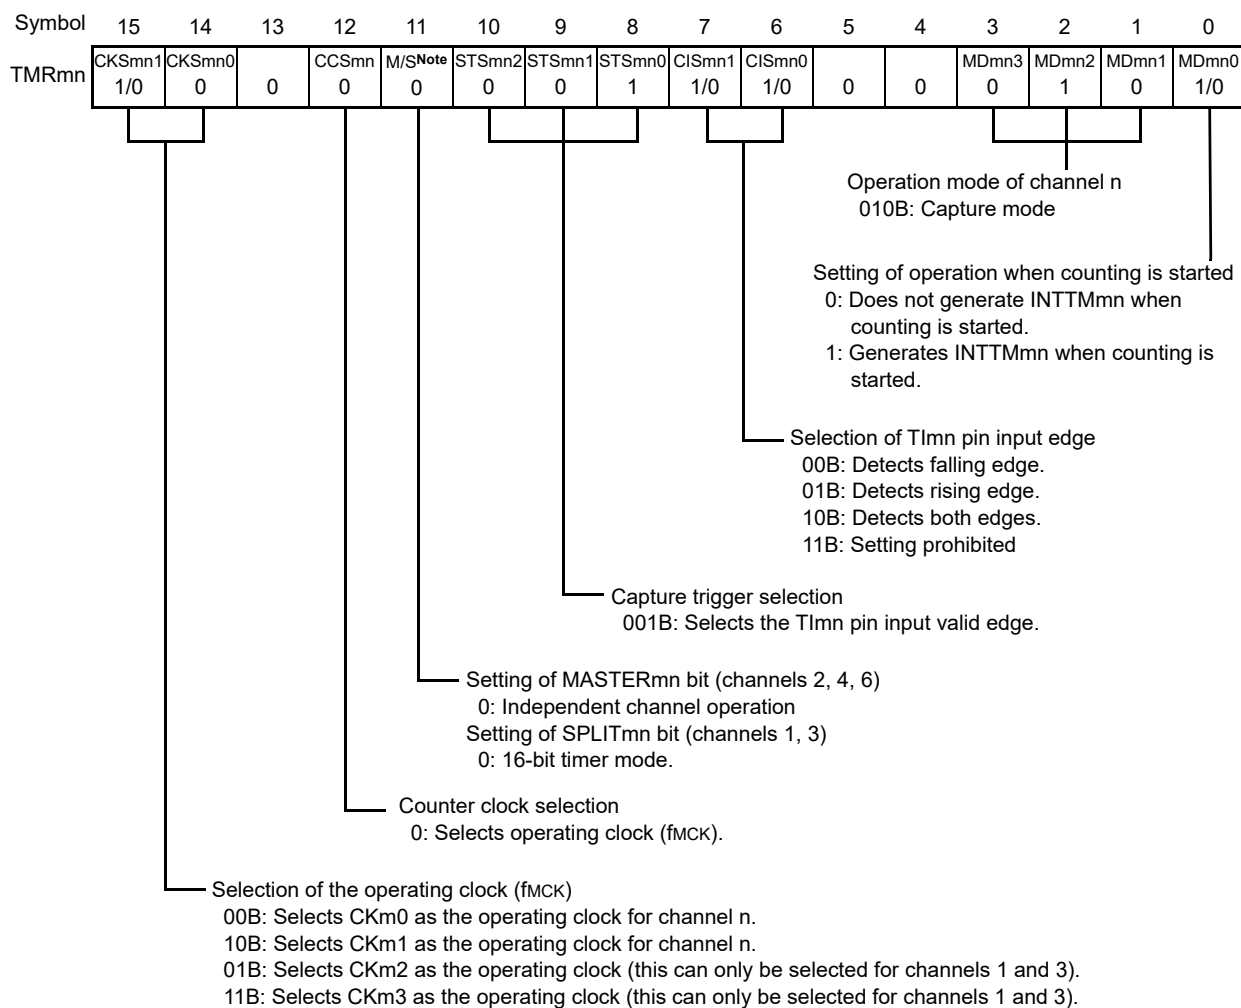 Symbol 15 14 13 12 11 10 9 8 7 6 5 4 3 2 1 0
CKSmn1 CKSmn0 CCSmn M/SNote STSmn2 STSmn1 STSmn0 CISmn1 CISmn0 MDmn3 MDmn2 MDmn1 MDmn0
TMRmn 1/0 0 0 0 0 0 0 1 1/0 1/0 0 0 0 1 0 1/0
Operation mode of channel n
010B: Capture mode
Setting of operation when counting is started
0: Does not generate INTTMmn when
counting is started.
1: Generates INTTMmn when counting is
started.
Selection of TImn pin input edge
00B: Detects falling edge.
01B: Detects rising edge.
10B: Detects both edges.
11B: Setting prohibited
Capture trigger selection
001B: Selects the TImn pin input valid edge.
Setting of MASTERmn bit (channels 2, 4, 6)
0: Independent channel operation
Setting of SPLITmn bit (channels 1, 3)
0: 16-bit timer mode.
Counter clock selection
0: Selects operating clock (fMCK).
Selection of the operating clock (fMCK)
00B: Selects CKm0 as the operating clock for channel n.
10B: Selects CKm1 as the operating clock for channel n.
01B: Selects CKm2 as the operating clock (this can only be selected for channels 1 and 3).
11B: Selects CKm3 as the operating clock (this can only be selected for channels 1 and 3).